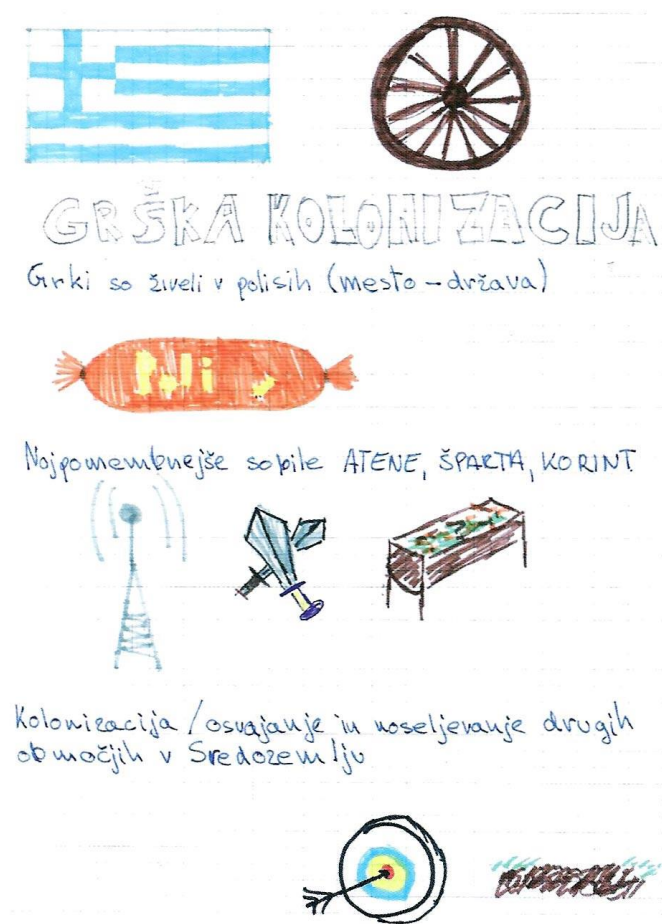 GRŠKA KOLONIZACIJA
Grki so živeli v polisih (mesto-država)
Poli
Najpomembnejše so bile ATENE, ŠPARTA, KORINT
Kolonizacija / osvajanje in naseljevanje drugih
območjih v Sredozemlju